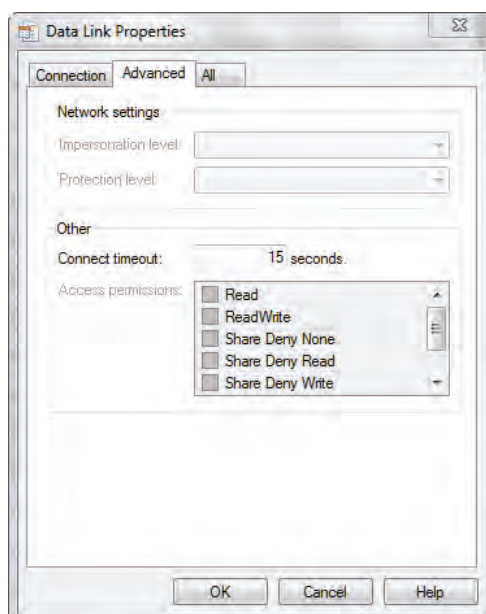 Data Link Properties
Connection Advanced All
Network settings
Impersonation level:
Protection level:
Other
Connect timeout: 15 seconds.
Access permissions:
Read
ReadWrite
Share Deny None
Share Deny Read
Share Deny Write
OK Cancel Help